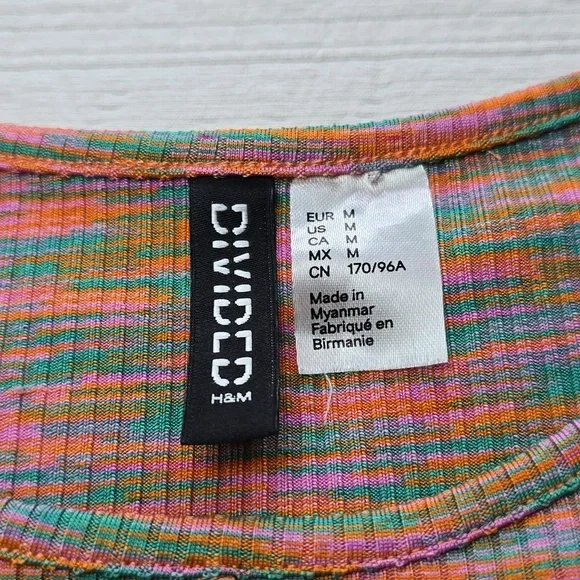 DIVIDED
H&M
EUR M
US M
CA M
MX M
CN 170/96A
Made in
Myanmar
Fabriqué en
Birmanie